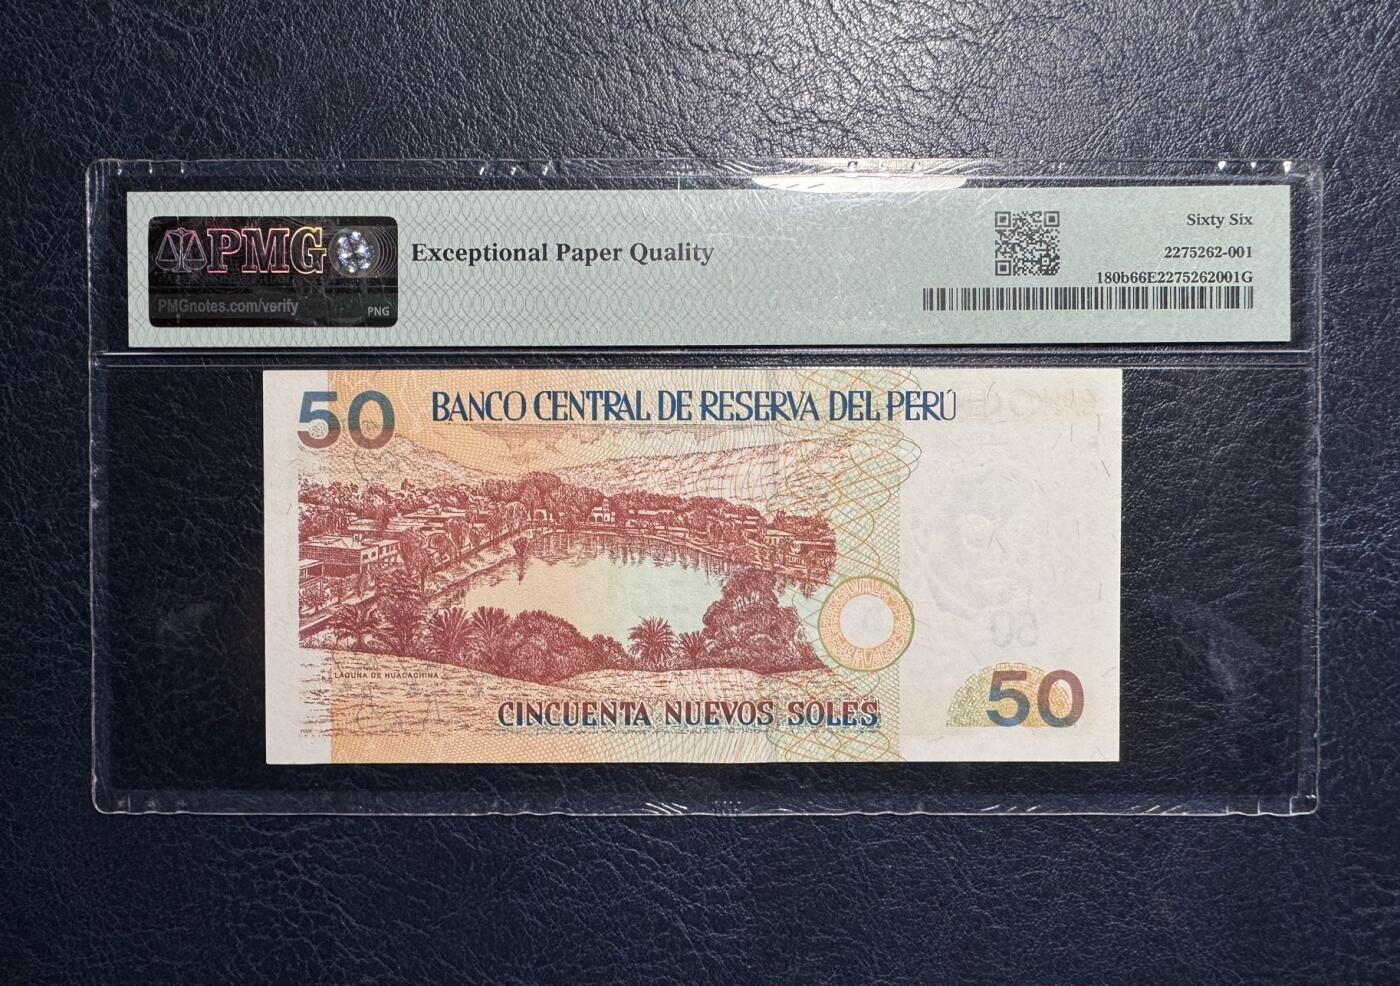 PMG
PMGnotes.com/verify
PNG
Exceptional Paper Quality
Sixty Six
2275262-001
180b66E2275262001G
50
BANCO CENTRAL DE RESERVA DEL PERÚ
LAGUNA DE HUACACHINA
CINCUENTA NUEVOS SOLES
50